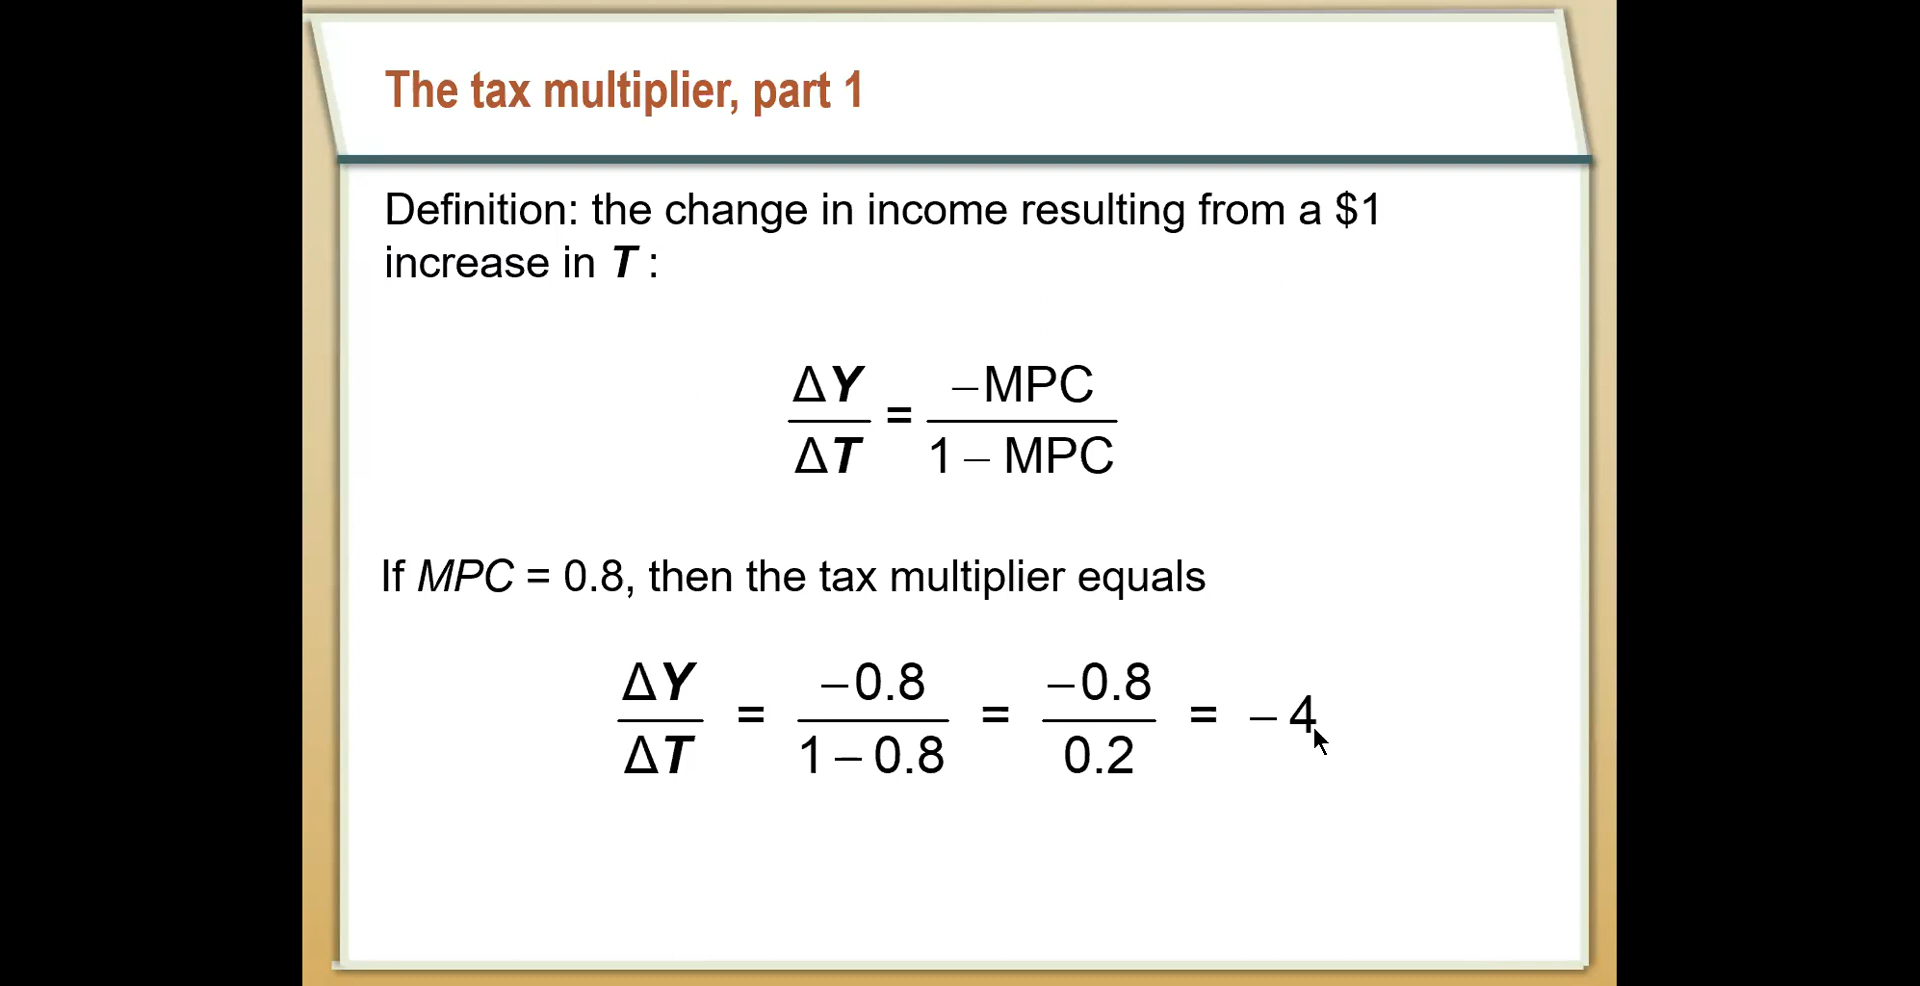 The tax multiplier, part 1
Definition: the change in income resulting from a $1
increase in T :
ΔY / ΔT = –MPC / 1 – MPC
If MPC = 0.8, then the tax multiplier equals
ΔY / ΔT = –0.8 / 1 – 0.8 = –0.8 / 0.2 = – 4